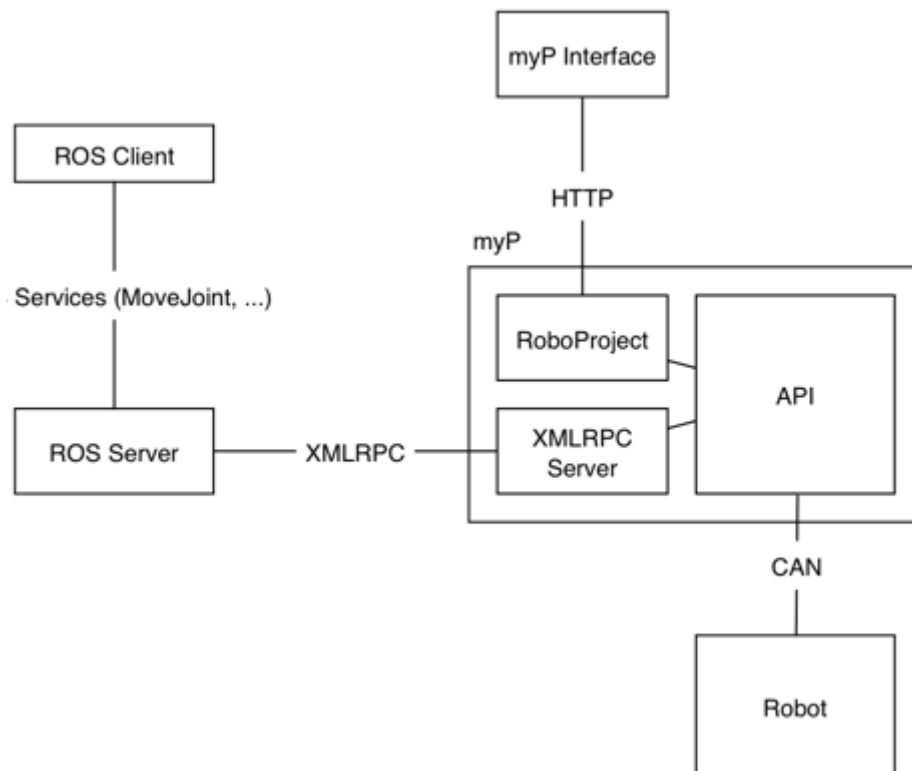 myP Interface
ROS Client
HTTP
myP
Services (MoveJoint, ...)
RoboProject
API
ROS Server
XMLRPC
XMLRPC
Server
CAN
Robot